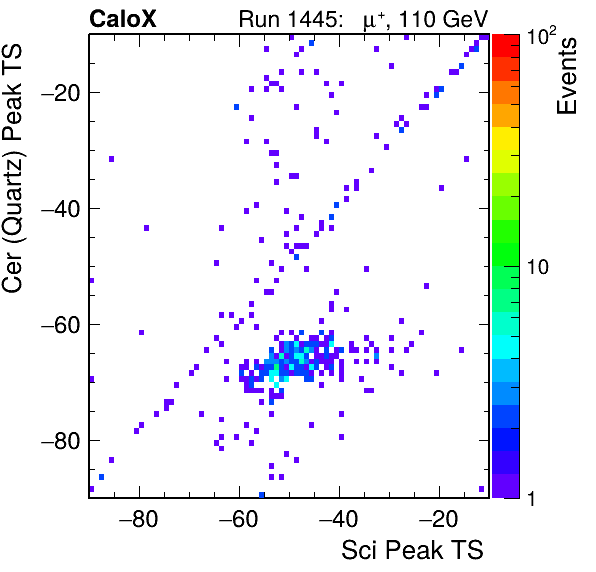 CaloX Run 1445: μ⁺, 110 GeV
Cer (Quartz) Peak TS
−20
−40
−60
−80
−80 −60 −40 −20
Sci Peak TS
10²
10
1
Events